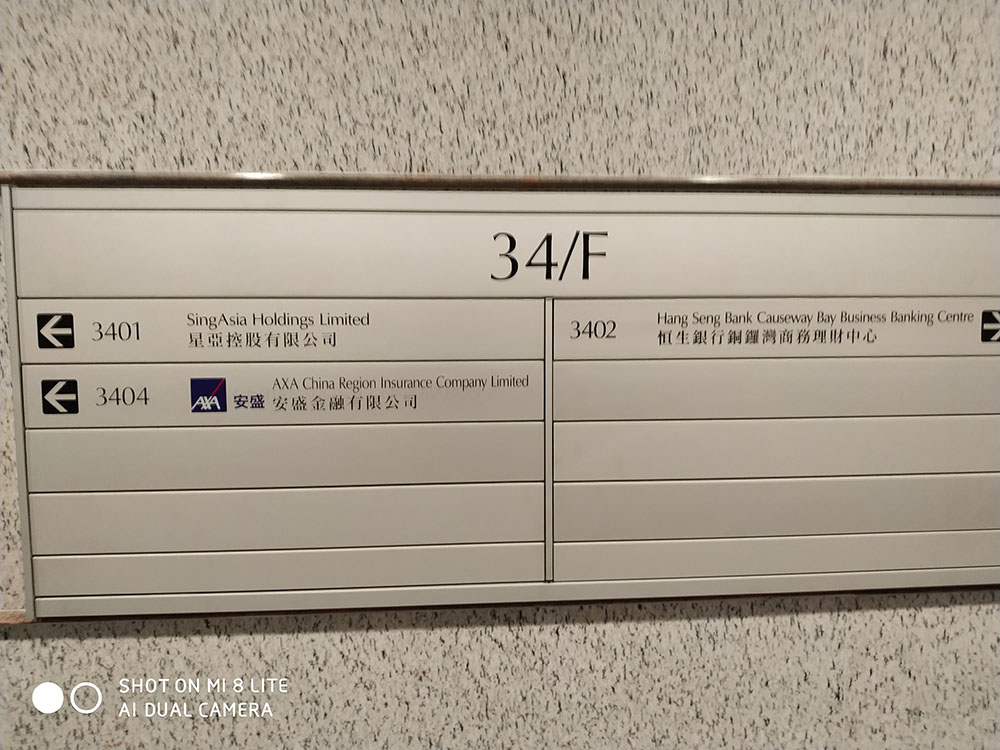 34/F
3401
SingAsia Holdings Limited
星亞控股有限公司
3404
AXA 安盛
AXA China Region Insurance Company Limited
安盛金融有限公司
3402
Hang Seng Bank Causeway Bay Business Banking Centre
恒生銀行銅鑼灣商務理財中心
SHOT ON MI 8 LITE
AI DUAL CAMERA